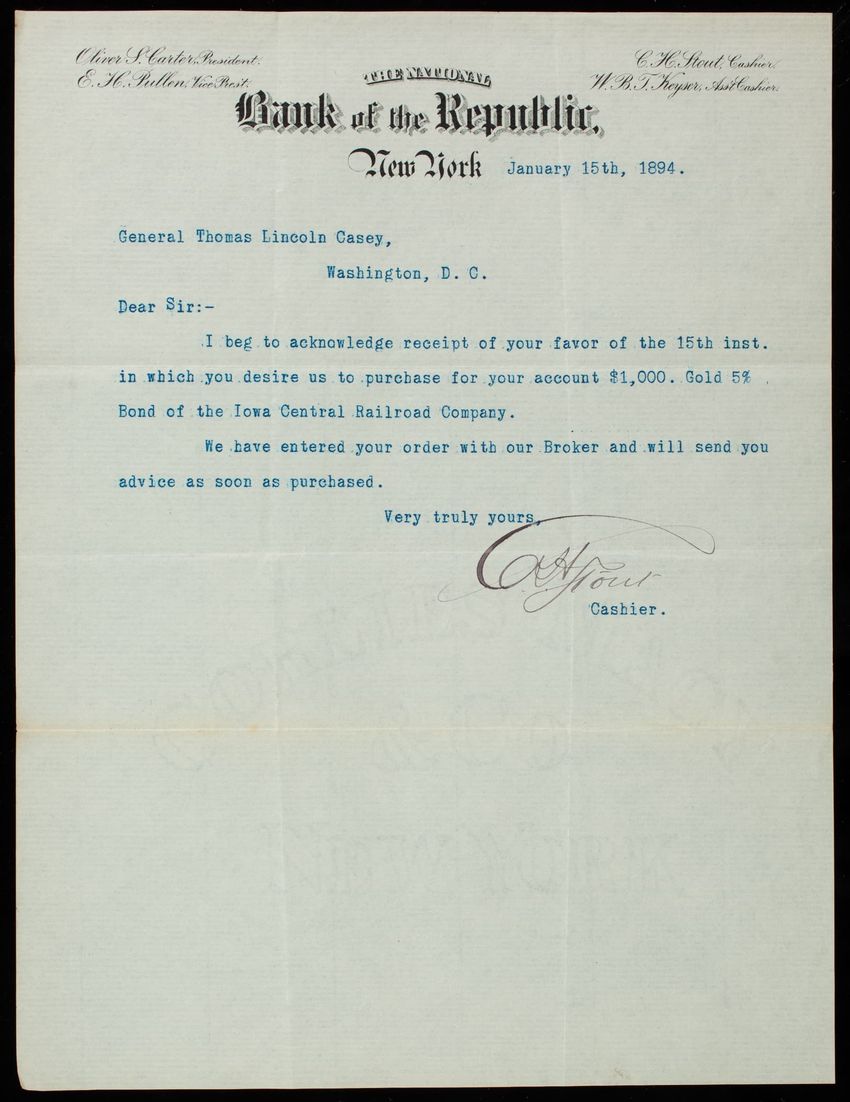 Oliver S. Carter, President.
E. H. Pullen, Vice Prest.
C. H. Stout, Cashier.
W. B. T. Keyser, Ass't Cashier.
THE NATIONAL
Bank of the Republic,
New York January 15th, 1894.
General Thomas Lincoln Casey,
Washington, D. C.
Dear Sir:-
I beg to acknowledge receipt of your favor of the 15th inst.
in which you desire us to purchase for your account $1,000. Gold 5%
Bond of the Iowa Central Railroad Company.
We have entered your order with our Broker and will send you
advice as soon as purchased.
Very truly yours,
C H Stout
Cashier.